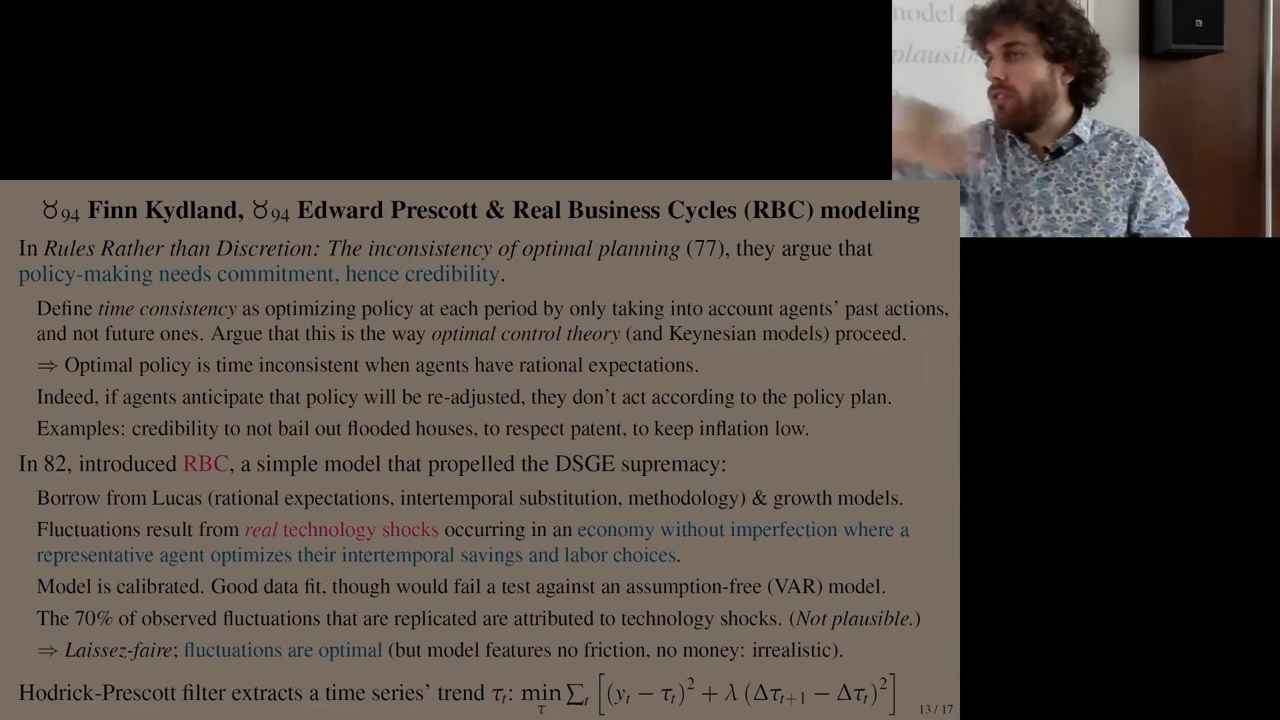 model
plausib
♉94 Finn Kydland, ♉94 Edward Prescott & Real Business Cycles (RBC) modeling
In Rules Rather than Discretion: The inconsistency of optimal planning (77), they argue that
policy-making needs commitment, hence credibility.
Define time consistency as optimizing policy at each period by only taking into account agents’ past actions,
and not future ones. Argue that this is the way optimal control theory (and Keynesian models) proceed.
⇒ Optimal policy is time inconsistent when agents have rational expectations.
Indeed, if agents anticipate that policy will be re-adjusted, they don’t act according to the policy plan.
Examples: credibility to not bail out flooded houses, to respect patent, to keep inflation low.
In 82, introduced RBC, a simple model that propelled the DSGE supremacy:
Borrow from Lucas (rational expectations, intertemporal substitution, methodology) & growth models.
Fluctuations result from real technology shocks occurring in an economy without imperfection where a
representative agent optimizes their intertemporal savings and labor choices.
Model is calibrated. Good data fit, though would fail a test against an assumption-free (VAR) model.
The 70% of observed fluctuations that are replicated are attributed to technology shocks. (Not plausible.)
⇒ Laissez-faire; fluctuations are optimal (but model features no friction, no money: irrealistic).
Hodrick-Prescott filter extracts a time series’ trend τt: min τ ∑t [(yt − τt)² + λ (Δτt+1 − Δτt)²]
13 / 17